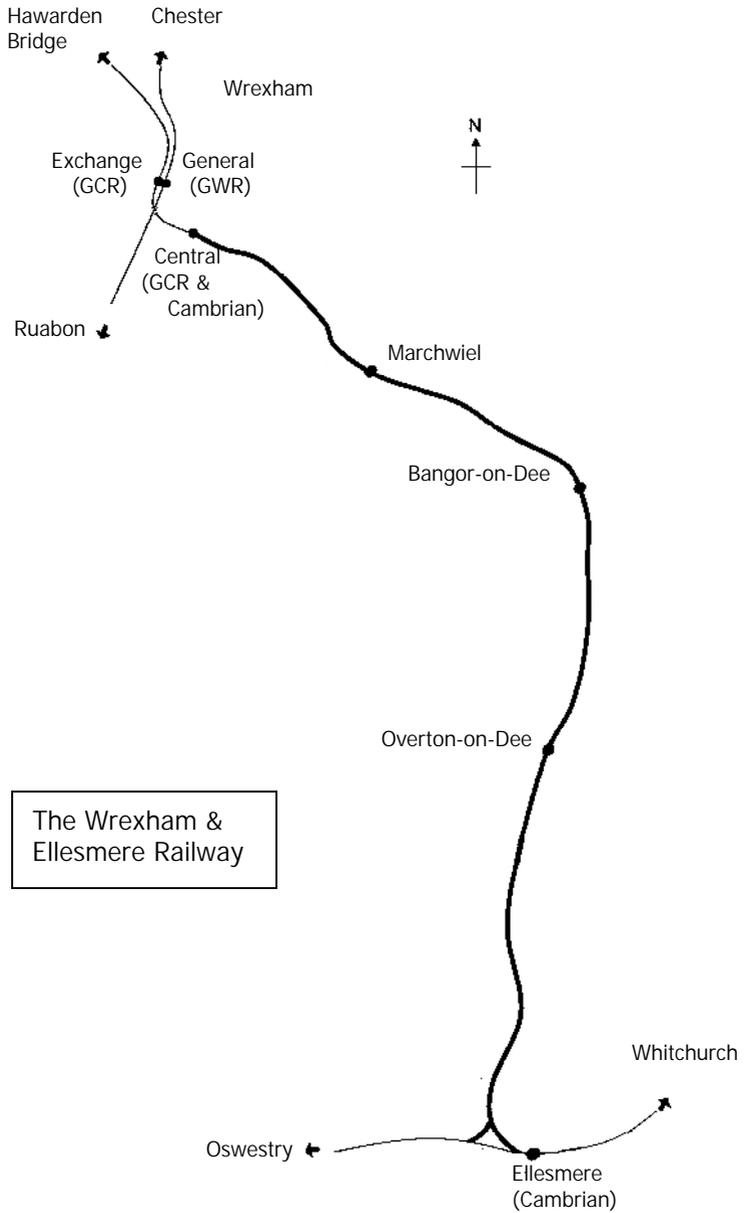 Hawarden
Bridge
Chester
Wrexham
N
Exchange
(GCR)
General
(GWR)
Central
(GCR &
Cambrian)
Ruabon
Marchwiel
Bangor-on-Dee
Overton-on-Dee
The Wrexham &
Ellesmere Railway
Whitchurch
Oswestry
Ellesmere
(Cambrian)